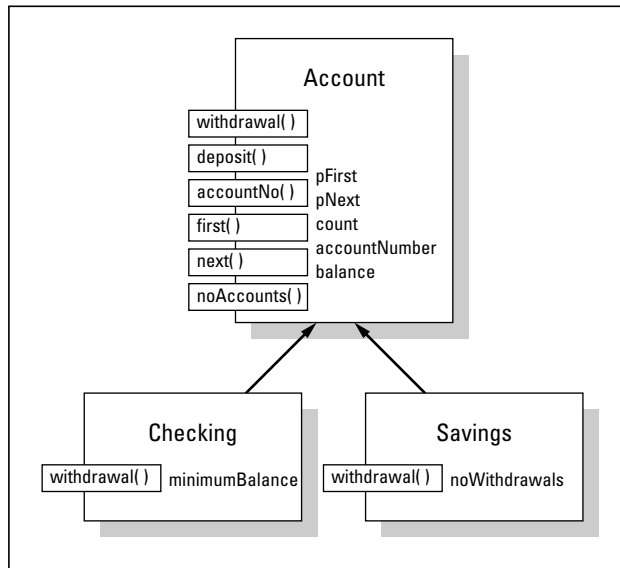 Account
withdrawal( )
deposit( )
accountNo( )
first( )
next( )
noAccounts( )
pFirst
pNext
count
accountNumber
balance
Checking
withdrawal( )
minimumBalance
Savings
withdrawal( )
noWithdrawals